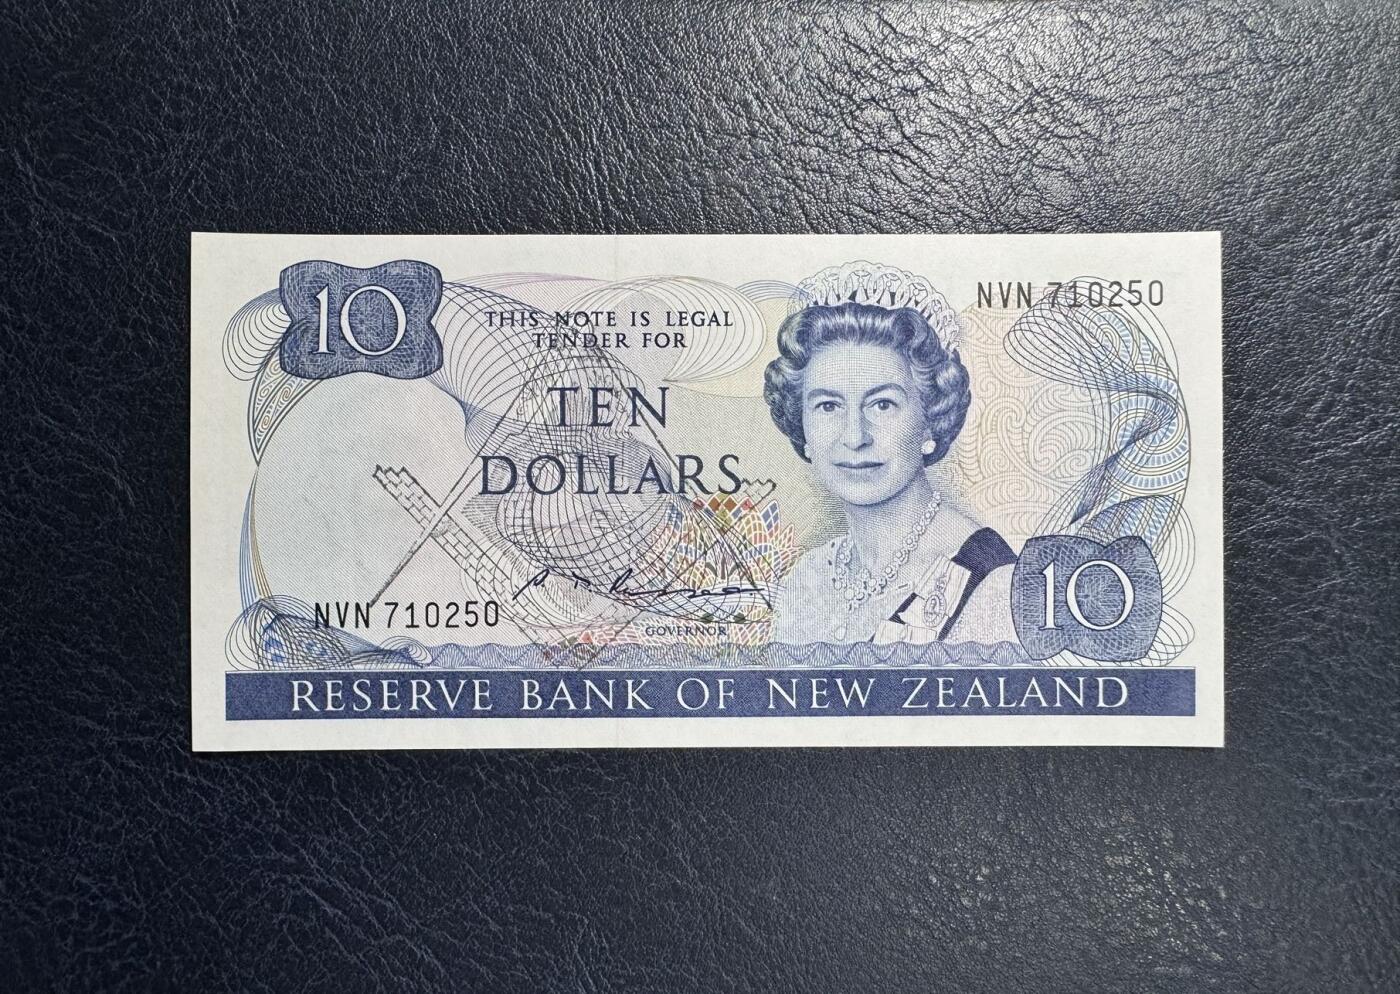 10
NVN 710250
THIS NOTE IS LEGAL
TENDER FOR
TEN
DOLLARS
NVN 710250
GOVERNOR
10
RESERVE BANK OF NEW ZEALAND